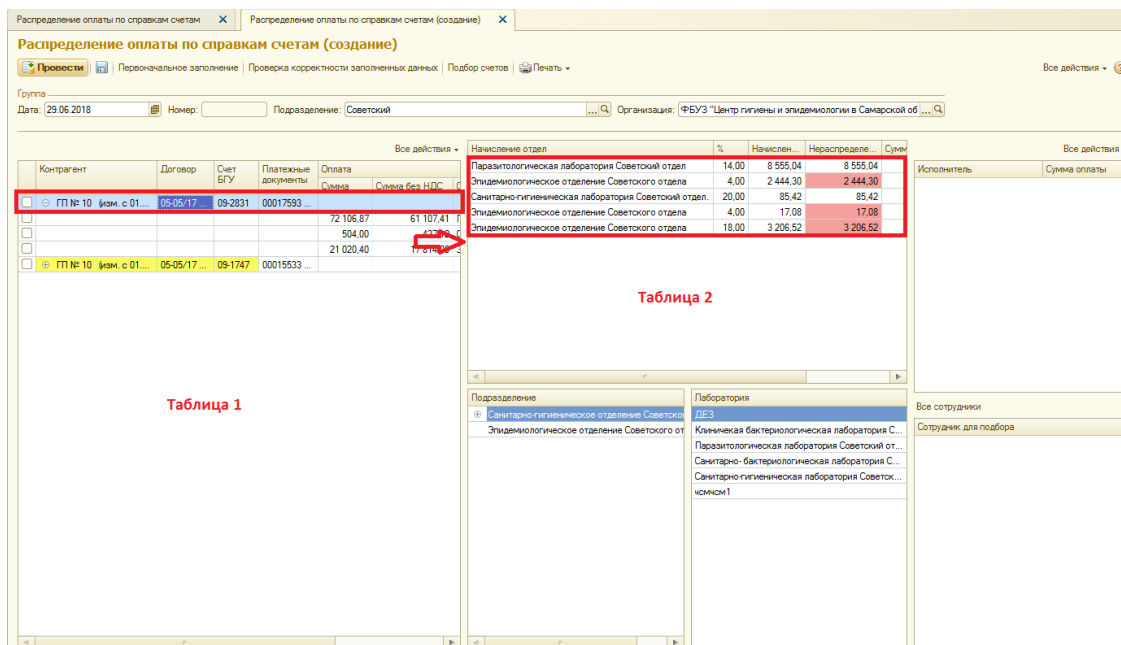 Распределение оплаты по справкам счетам X Распределение оплаты по справкам счетам (создание) X
Распределение оплаты по справкам счетам (создание)
Провести Первоначальное заполнение Проверка корректности заполненных данных Подбор счетов Печать Все действия
Группа
Дата: 29.06.2018 Номер: Подразделение: Советский ... Организация: ФБУЗ "Центр гигиены и эпидемиологии в Самарской об ...
Все действия
Контрагент Договор Счет БГУ Платежные документы Оплата
Сумма Сумма без НДС
ГП № 10 (изм. с 01.... 05-05/17 ... 09-2831 00017593 ...
72 106,87 61 107,41
504,00
21 020,40
ГП № 10 (изм. с 01.... 05-05/17 ... 09-1747 00015533 ...
Таблица 1
Начисление отдел % Начислен... Нераспределе... Сумм
Паразитологическая лаборатория Советский отдел 14,00 8 555,04 8 555,04
Эпидемиологическое отделение Советского отдела 4,00 2 444,30 2 444,30
Санитарно-гигиеническая лаборатория Советский отдел. 20,00 85,42 85,42
Эпидемиологическое отделение Советского отдела 4,00 17,08 17,08
Эпидемиологическое отделение Советского отдела 18,00 3 206,52 3 206,52
Таблица 2
Подразделение
Санитарно-гигиеническое отделение Советско
Эпидемиологическое отделение Советского от
Лаборатория
ДЕЗ
Клиничекая бактериологическая лаборатория С...
Паразитологическая лаборатория Советский от...
Санитарно- бактериологическая лаборатория С...
Санитарно-гигиеническая лаборатория Советск...
чсмчсм1
Все действия
Исполнитель Сумма оплаты
Все сотрудники
Сотрудник для подбора